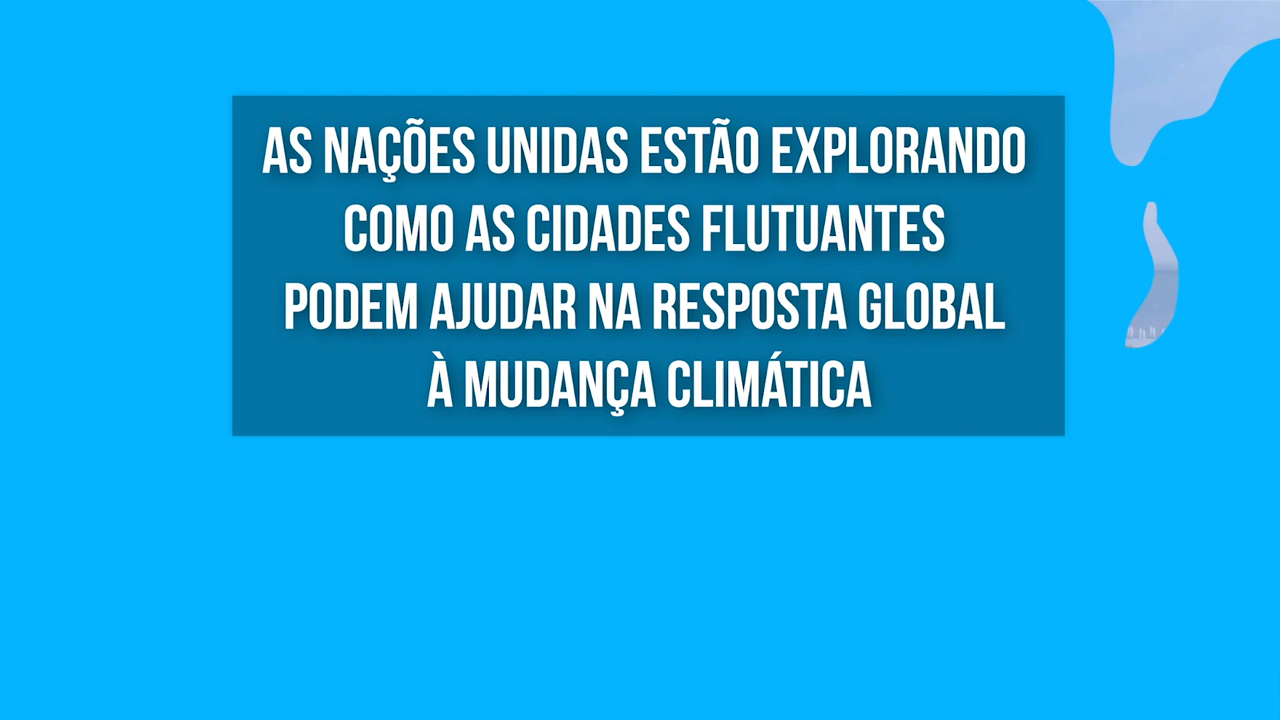 AS NAÇÕES UNIDAS ESTÃO EXPLORANDO
COMO AS CIDADES FLUTUANTES
PODEM AJUDAR NA RESPOSTA GLOBAL
À MUDANÇA CLIMÁTICA